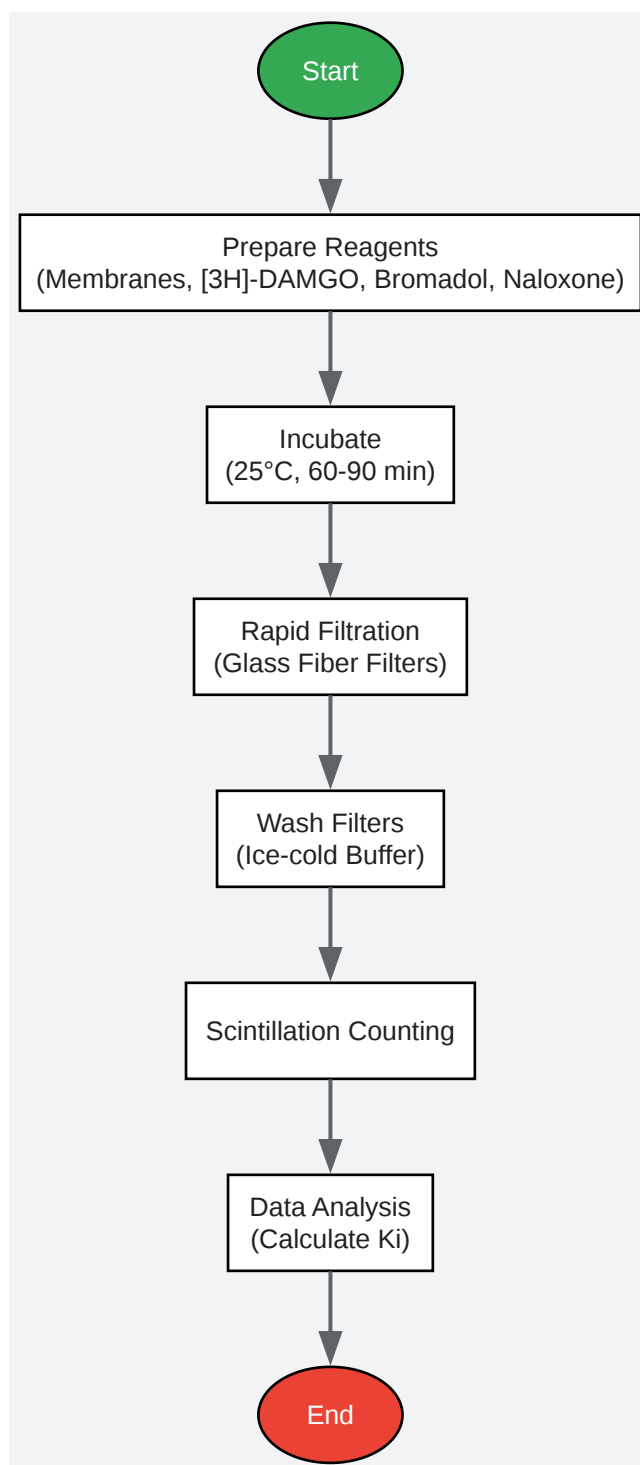 Start
Prepare Reagents
(Membranes, [3H]-DAMGO, Bromadol, Naloxone)
Incubate
(25°C, 60-90 min)
Rapid Filtration
(Glass Fiber Filters)
Wash Filters
(Ice-cold Buffer)
Scintillation Counting
Data Analysis
(Calculate Ki)
End